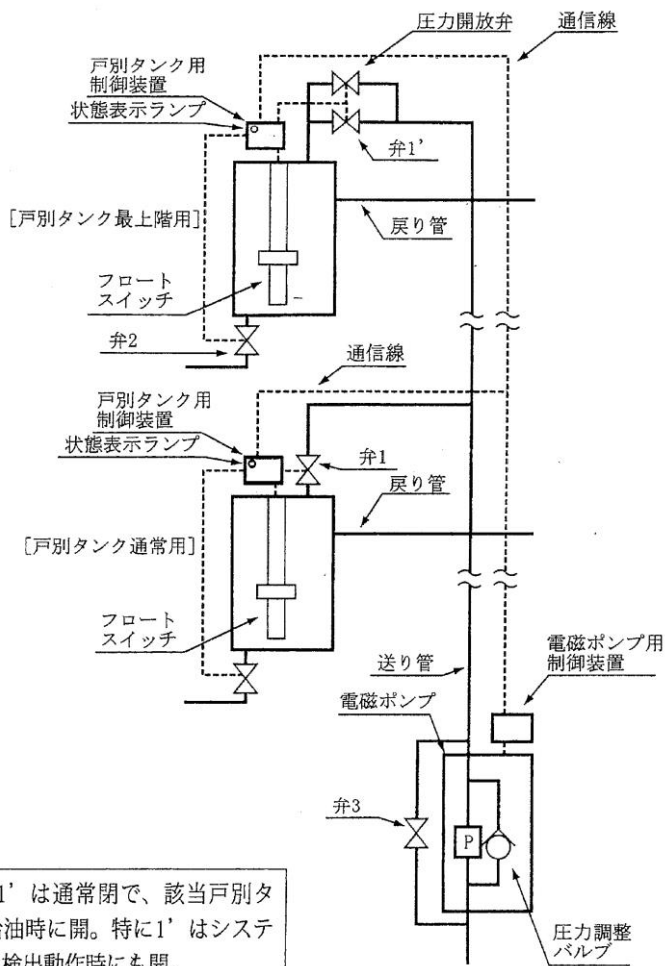 圧力開放弁
通信線
戸別タンク用
制御装置
状態表示ランプ
弁1'
[戸別タンク最上階用]
戻り管
フロート
スイッチ
弁2
通信線
戸別タンク用
制御装置
状態表示ランプ
弁1
戻り管
[戸別タンク通常用]
フロート
スイッチ
送り管
電磁ポンプ用
制御装置
電磁ポンプ
弁3
P
圧力調整
バルブ
1'は通常閉で、該当戸別タ
油時に開。特に1'はシステ
検出動作時にも開